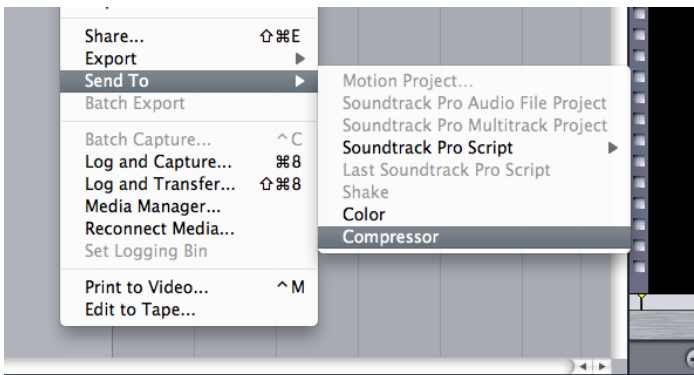 Share... ⇧⌘E
Export
Send To
Batch Export
Batch Capture... ^C
Log and Capture... ⌘8
Log and Transfer... ⇧⌘8
Media Manager...
Reconnect Media...
Set Logging Bin
Print to Video... ^M
Edit to Tape...
Motion Project...
Soundtrack Pro Audio File Project
Soundtrack Pro Multitrack Project
Soundtrack Pro Script
Last Soundtrack Pro Script
Shake
Color
Compressor